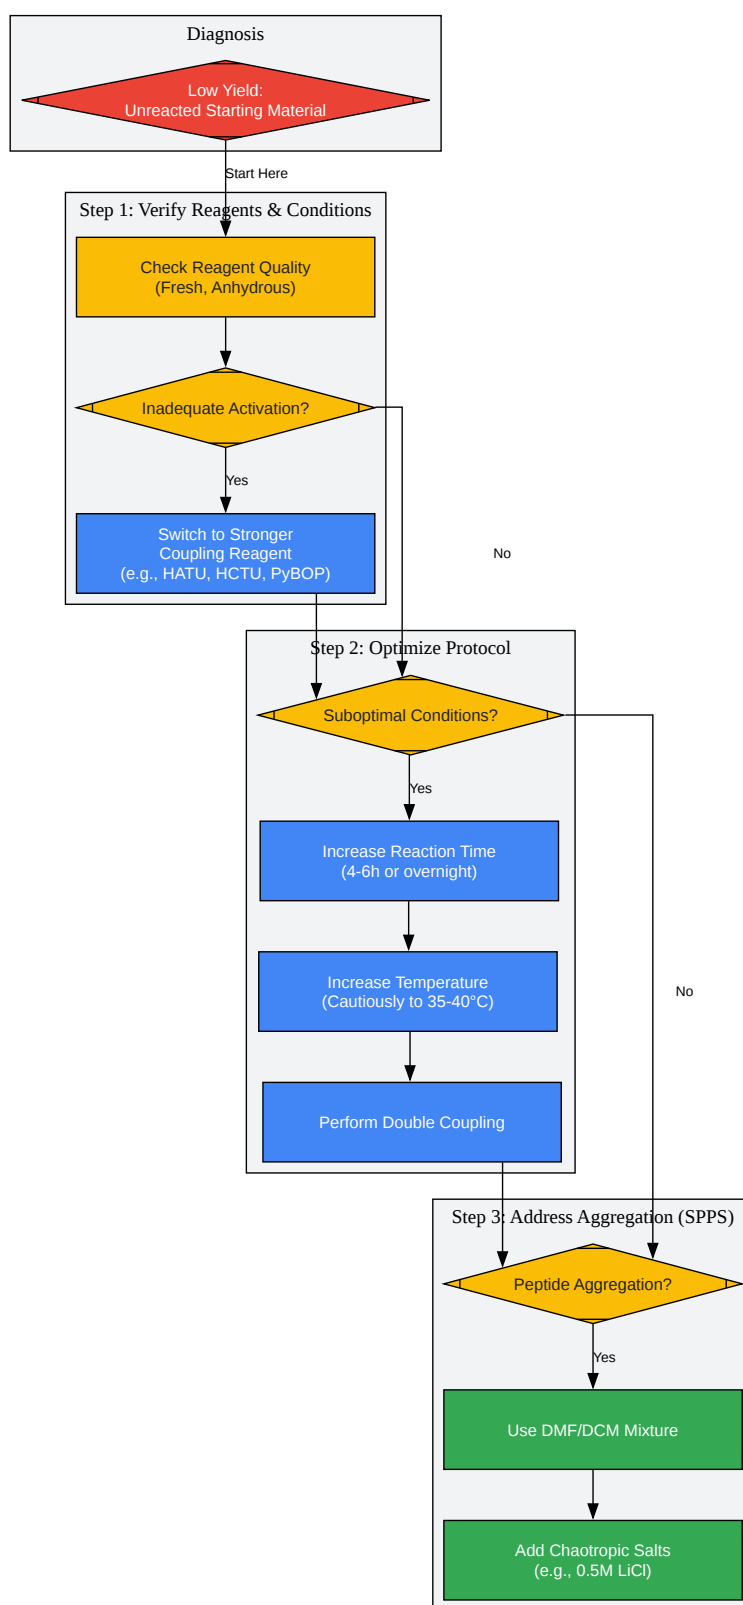 Diagnosis
Low Yield:
Unreacted Starting Material
Start Here
Step 1: Verify Reagents & Conditions
Check Reagent Quality
(Fresh, Anhydrous)
Inadequate Activation?
Yes
Switch to Stronger
Coupling Reagent
(e.g., HATU, HCTU, PyBOP)
No
Step 2: Optimize Protocol
Suboptimal Conditions?
Yes
Increase Reaction Time
(4-6h or overnight)
Increase Temperature
(Cautiously to 35-40°C)
No
Perform Double Coupling
Step 3: Address Aggregation (SPPS)
Peptide Aggregation?
Yes
Use DMF/DCM Mixture
Add Chaotropic Salts
(e.g., 0.5M LiCl)